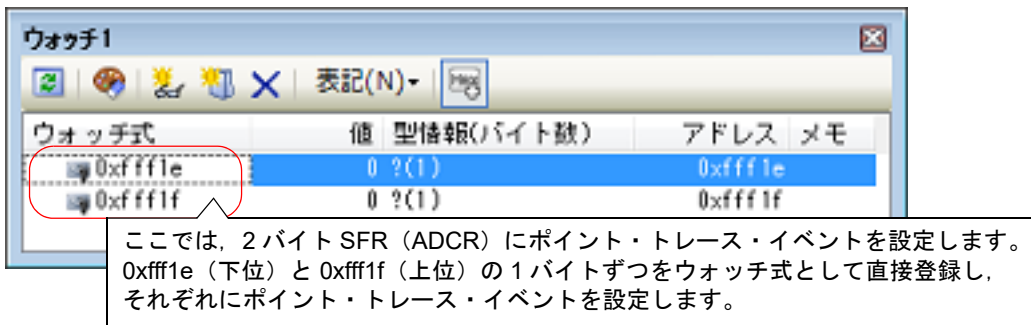 ウォッチ1
表記(N)
Hex
ウォッチ式 値 型情報(バイト数) アドレス メモ
0xfff1e 0 ?(1) 0xfff1e
0xfff1f 0 ?(1) 0xfff1f
ここでは，2 バイト SFR（ADCR）にポイント・トレース・イベントを設定します。
0xfff1e（下位）と 0xfff1f（上位）の 1 バイトずつをウォッチ式として直接登録し，
それぞれにポイント・トレース・イベントを設定します。